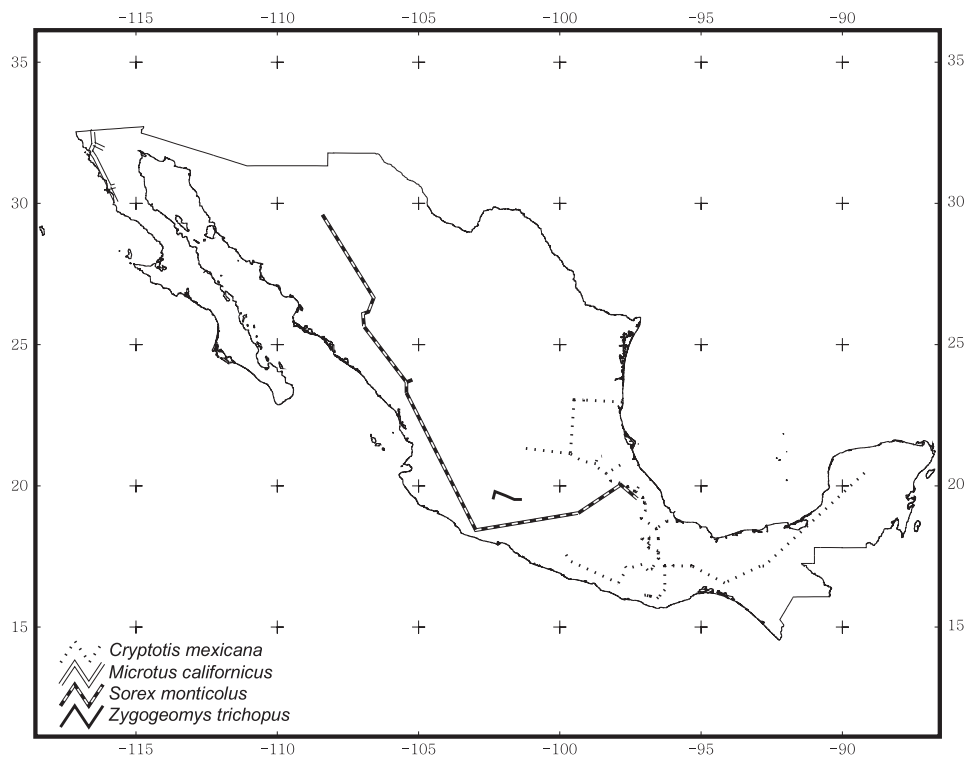 -115 -110 -105 -100 -95 -90
35 35
30 30
25 25
20 20
15 15
Cryptotis mexicana
Microtus californicus
Sorex monticolus
Zygogeomys trichopus
-115 -110 -105 -100 -95 -90